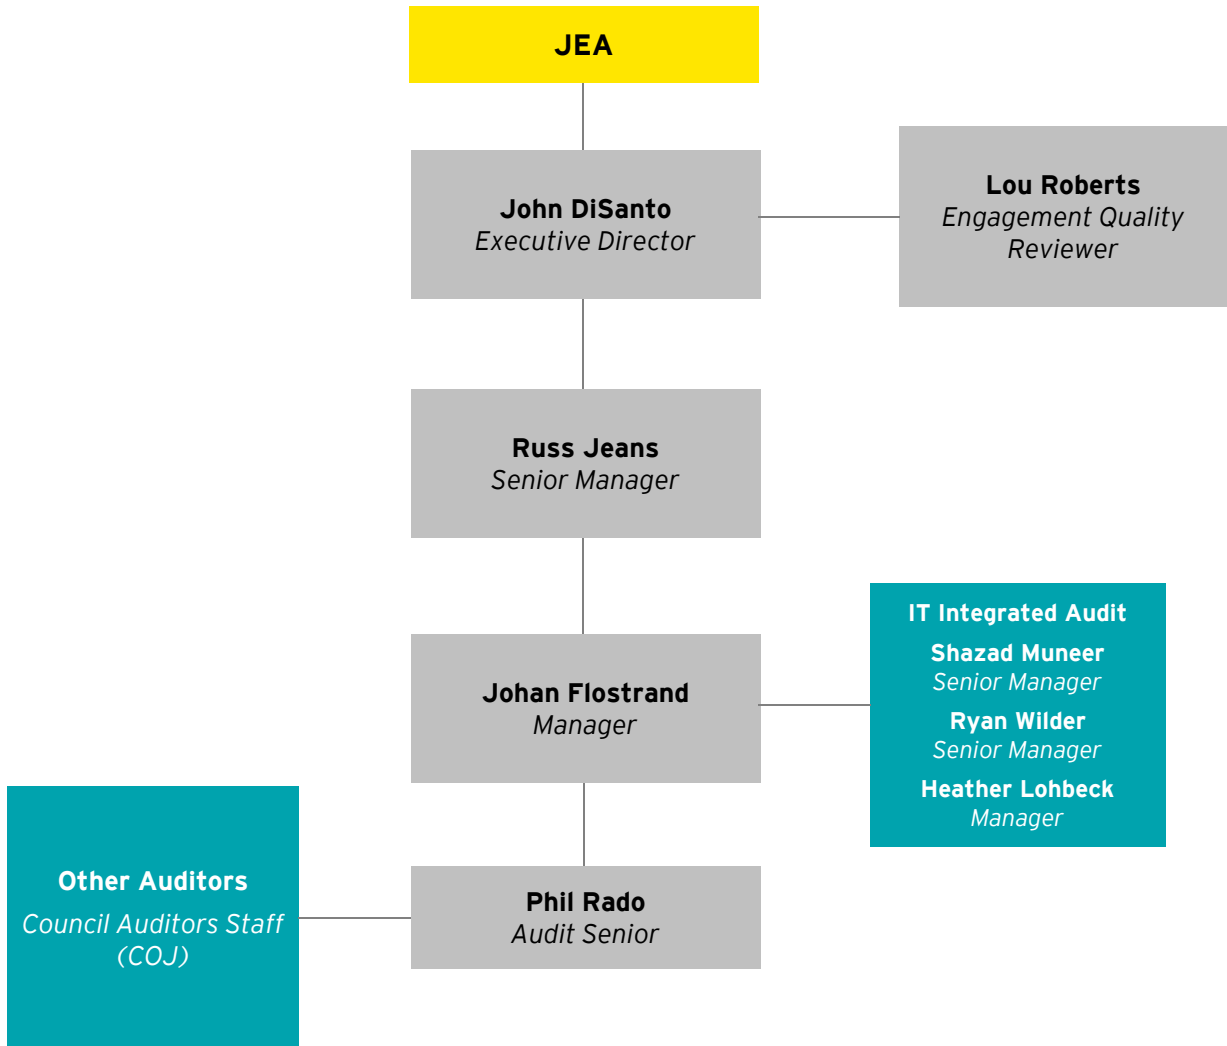 JEA
John DiSanto
Executive Director
Lou Roberts
Engagement Quality
Reviewer
Russ Jeans
Senior Manager
Johan Flostrand
Manager
IT Integrated Audit
Shazad Muneer
Senior Manager
Ryan Wilder
Senior Manager
Heather Lohbeck
Manager
Other Auditors
Council Auditors Staff
(COJ)
Phil Rado
Audit Senior